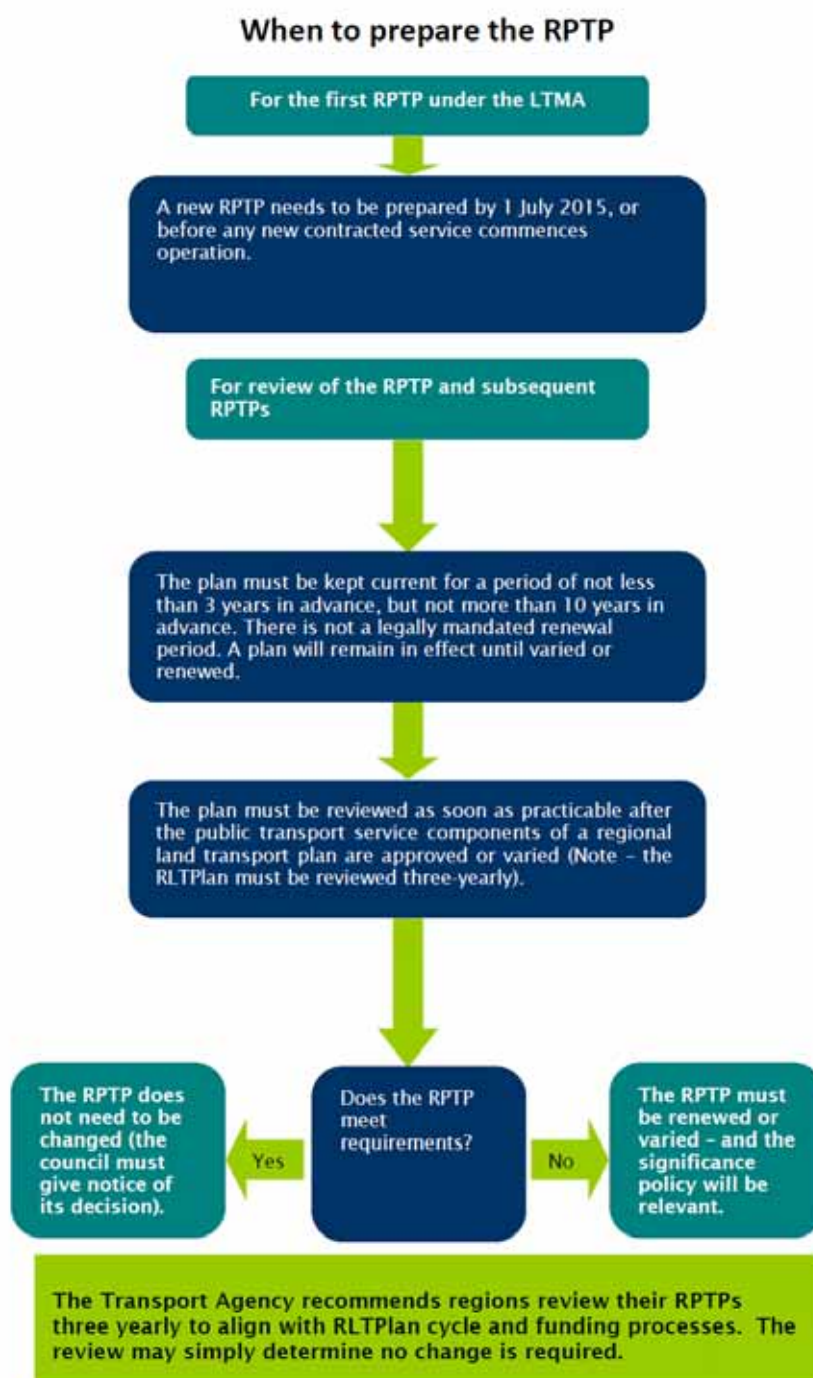 When to prepare the RPTP
For the first RPTP under the LTMA
A new RPTP needs to be prepared by 1 July 2015, or
before any new contracted service commences
operation.
For review of the RPTP and subsequent
RPTPs
The plan must be kept current for a period of not less
than 3 years in advance, but not more than 10 years in
advance. There is not a legally mandated renewal
period. A plan will remain in effect until varied or
renewed.
The plan must be reviewed as soon as practicable after
the public transport service components of a regional
land transport plan are approved or varied (Note – the
RLTPlan must be reviewed three-yearly).
The RPTP does
not need to be
changed (the
council must
give notice of
its decision).
Yes
Does the RPTP
meet
requirements?
No
The RPTP must
be renewed or
varied – and the
significance
policy will be
relevant.
The Transport Agency recommends regions review their RPTPs
three yearly to align with RLTPlan cycle and funding processes.  The
review may simply determine no change is required.